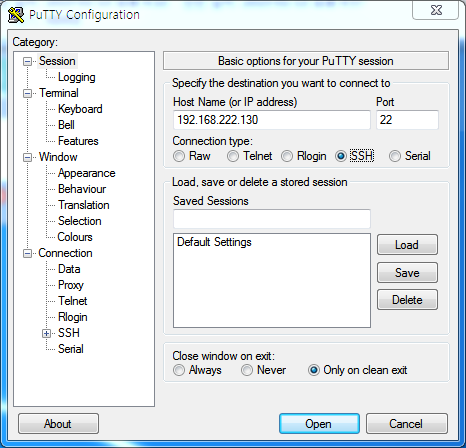 PuTTY Configuration
Category:
Session
Logging
Terminal
Keyboard
Bell
Features
Window
Appearance
Behaviour
Translation
Selection
Colours
Connection
Data
Proxy
Telnet
Rlogin
SSH
Serial
Basic options for your PuTTY session
Specify the destination you want to connect to
Host Name (or IP address) Port
192.168.222.130 22
Connection type:
Raw Telnet Rlogin SSH Serial
Load, save or delete a stored session
Saved Sessions
Default Settings
Load
Save
Delete
Close window on exit:
Always Never Only on clean exit
About Open Cancel